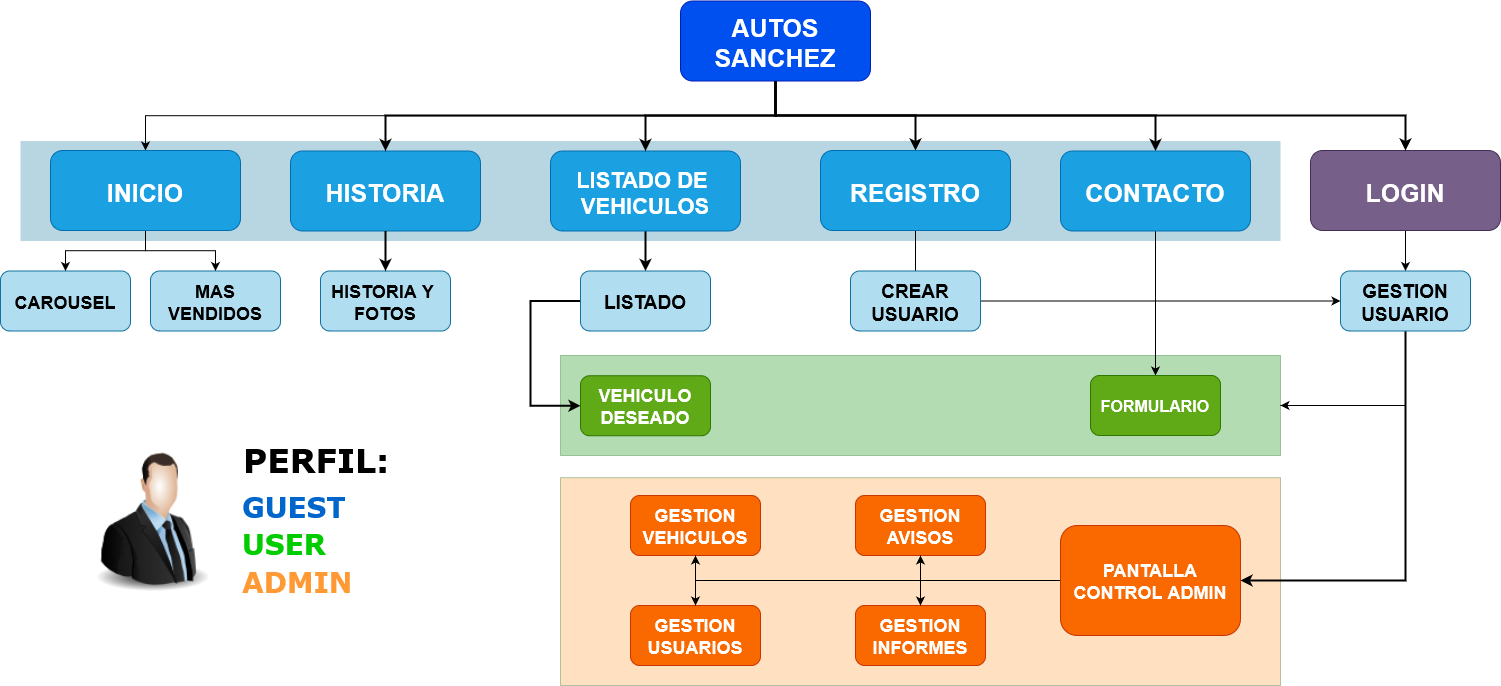 AUTOS
SANCHEZ
INICIO
HISTORIA
LISTADO DE
VEHICULOS
REGISTRO
CONTACTO
LOGIN
CAROUSEL
MAS
VENDIDOS
HISTORIA Y
FOTOS
LISTADO
CREAR
USUARIO
GESTION
USUARIO
VEHICULO
DESEADO
FORMULARIO
PERFIL:
GUEST
USER
ADMIN
GESTION
VEHICULOS
GESTION
AVISOS
PANTALLA
CONTROL ADMIN
GESTION
USUARIOS
GESTION
INFORMES